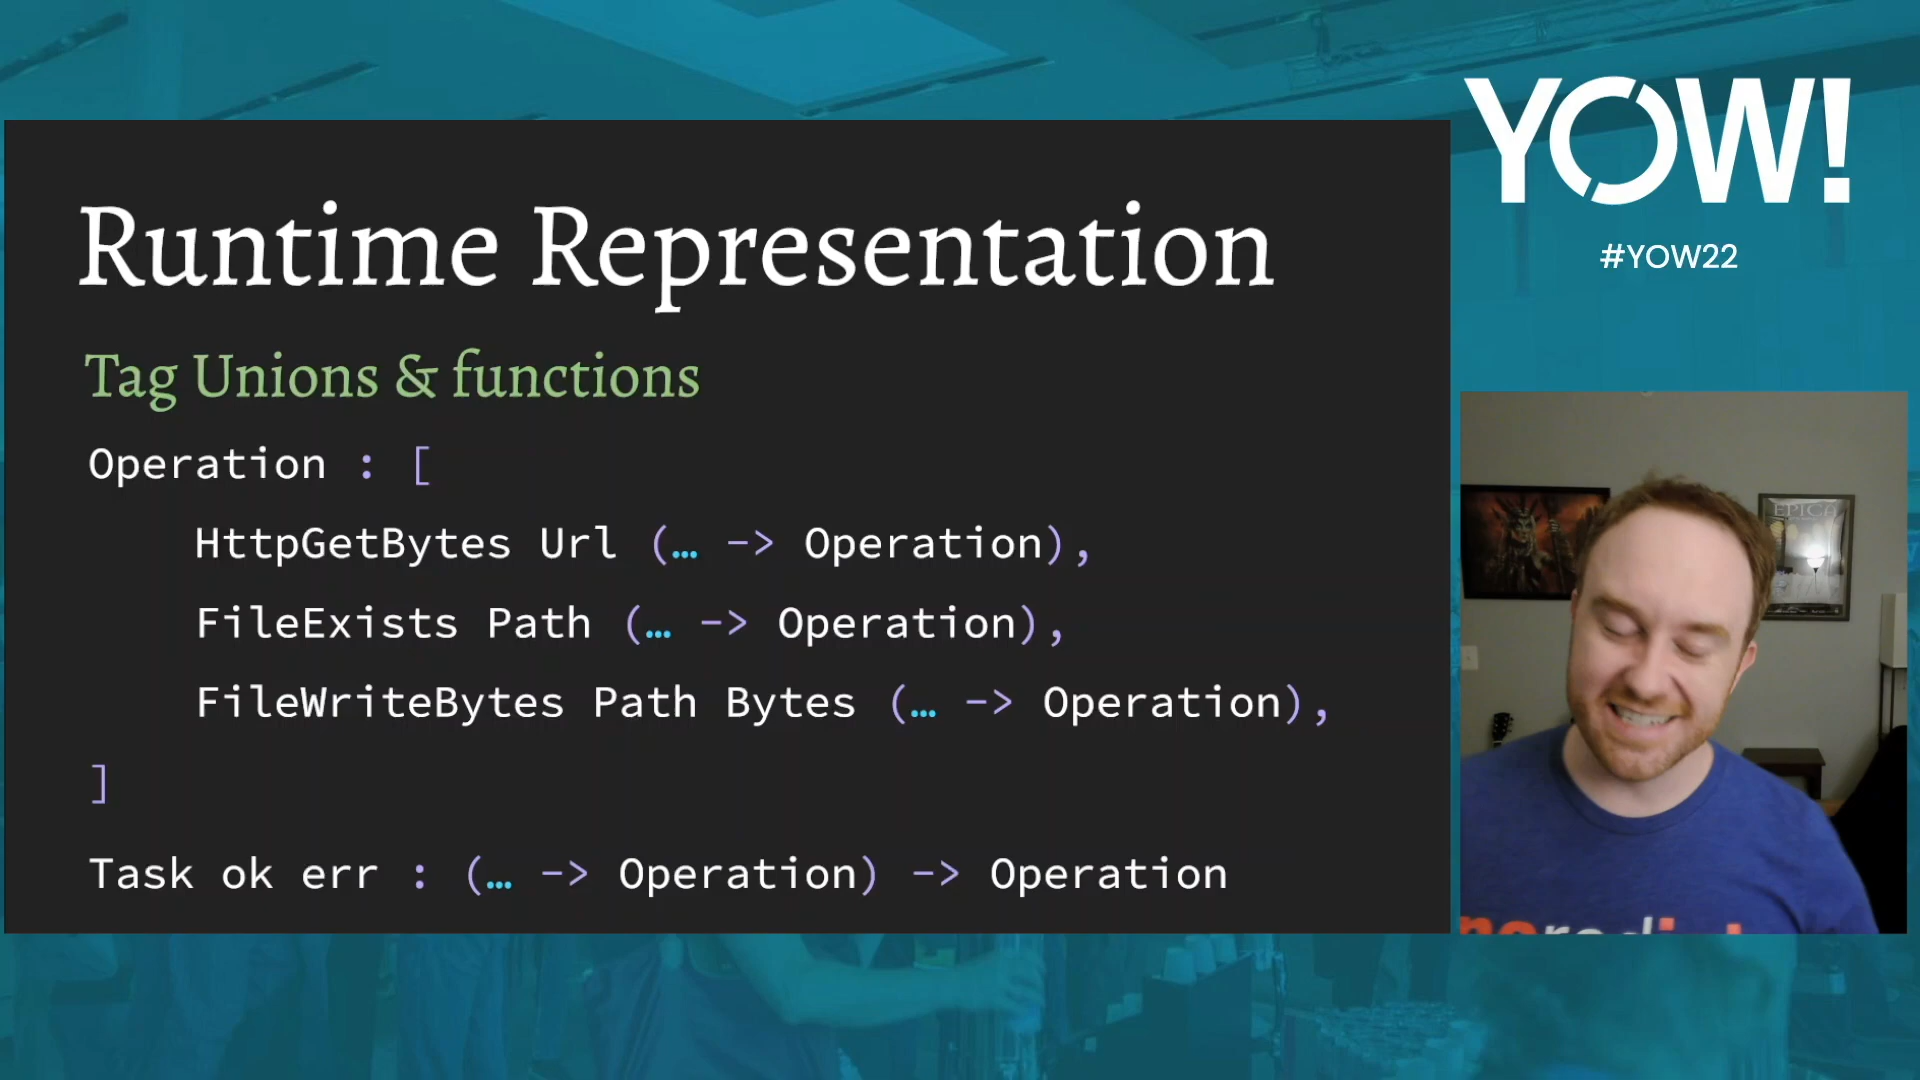 Runtime Representation
Tag Unions & functions
Operation : [
HttpGetBytes Url (… -> Operation),
FileExists Path (… -> Operation),
FileWriteBytes Path Bytes (… -> Operation),
]
Task ok err : (… -> Operation) -> Operation
YOW!
#YOW22
EPICA